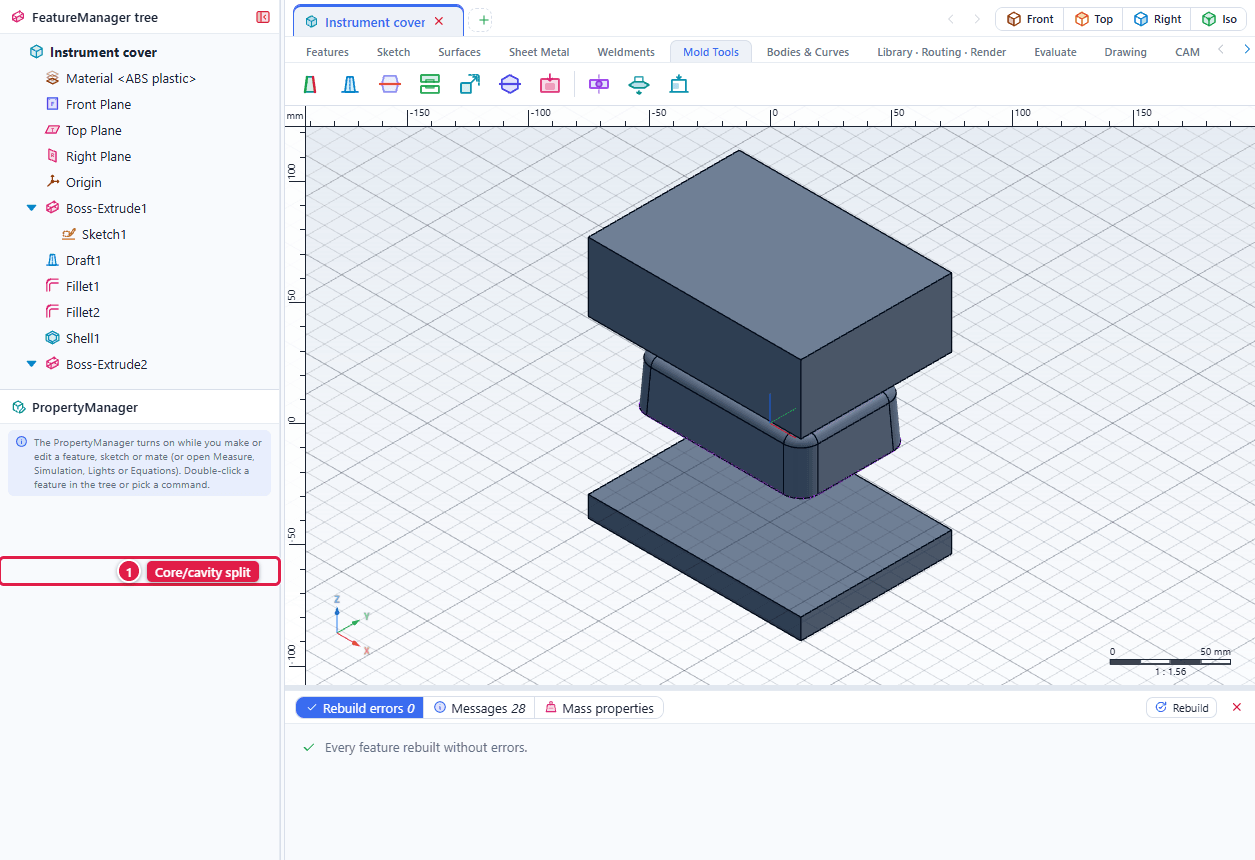 FeatureManager tree
Instrument cover
Material <ABS plastic>
Front Plane
Top Plane
Right Plane
Origin
Boss-Extrude1
Sketch1
Draft1
Fillet1
Fillet2
Shell1
Boss-Extrude2
PropertyManager
The PropertyManager turns on while you make or
edit a feature, sketch or mate (or open Measure,
Simulation, Lights or Equations). Double-click a
feature in the tree or pick a command.
1 Core/cavity split
Instrument cover
Front Top Right Iso
Features Sketch Surfaces Sheet Metal Weldments Mold Tools Bodies & Curves Library · Routing · Render Evaluate Drawing CAM
mm -150 -100 -50 0 50 100 150
100
50
0
-50
-100
Z
Y
X
0 50 mm
1 : 1.56
Rebuild errors 0 Messages 28 Mass properties Rebuild
Every feature rebuilt without errors.